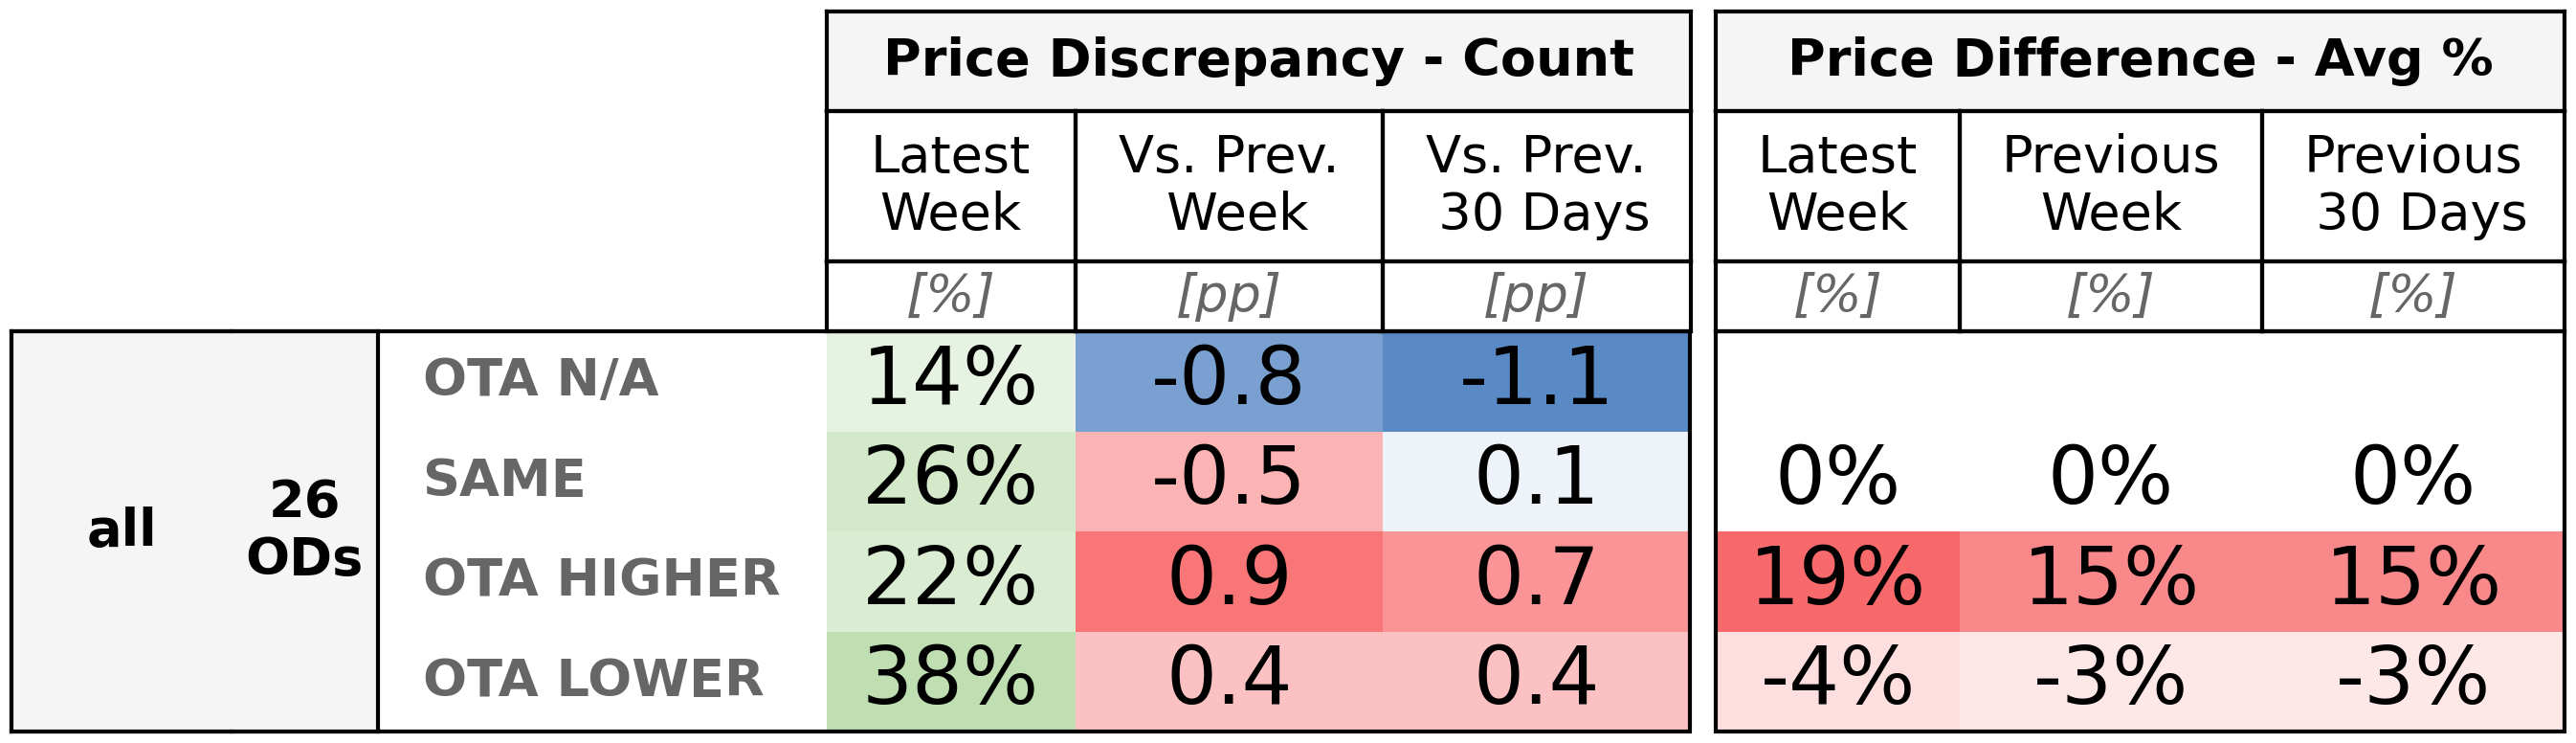 Price Discrepancy - Count Price Difference - Avg %
Latest Week Vs. Prev. Week Vs. Prev. 30 Days Latest Week Previous Week Previous 30 Days
[%] [pp] [pp] [%] [%] [%]
all 26 ODs
OTA N/A 14% -0.8 -1.1
SAME 26% -0.5 0.1 0% 0% 0%
OTA HIGHER 22% 0.9 0.7 19% 15% 15%
OTA LOWER 38% 0.4 0.4 -4% -3% -3%